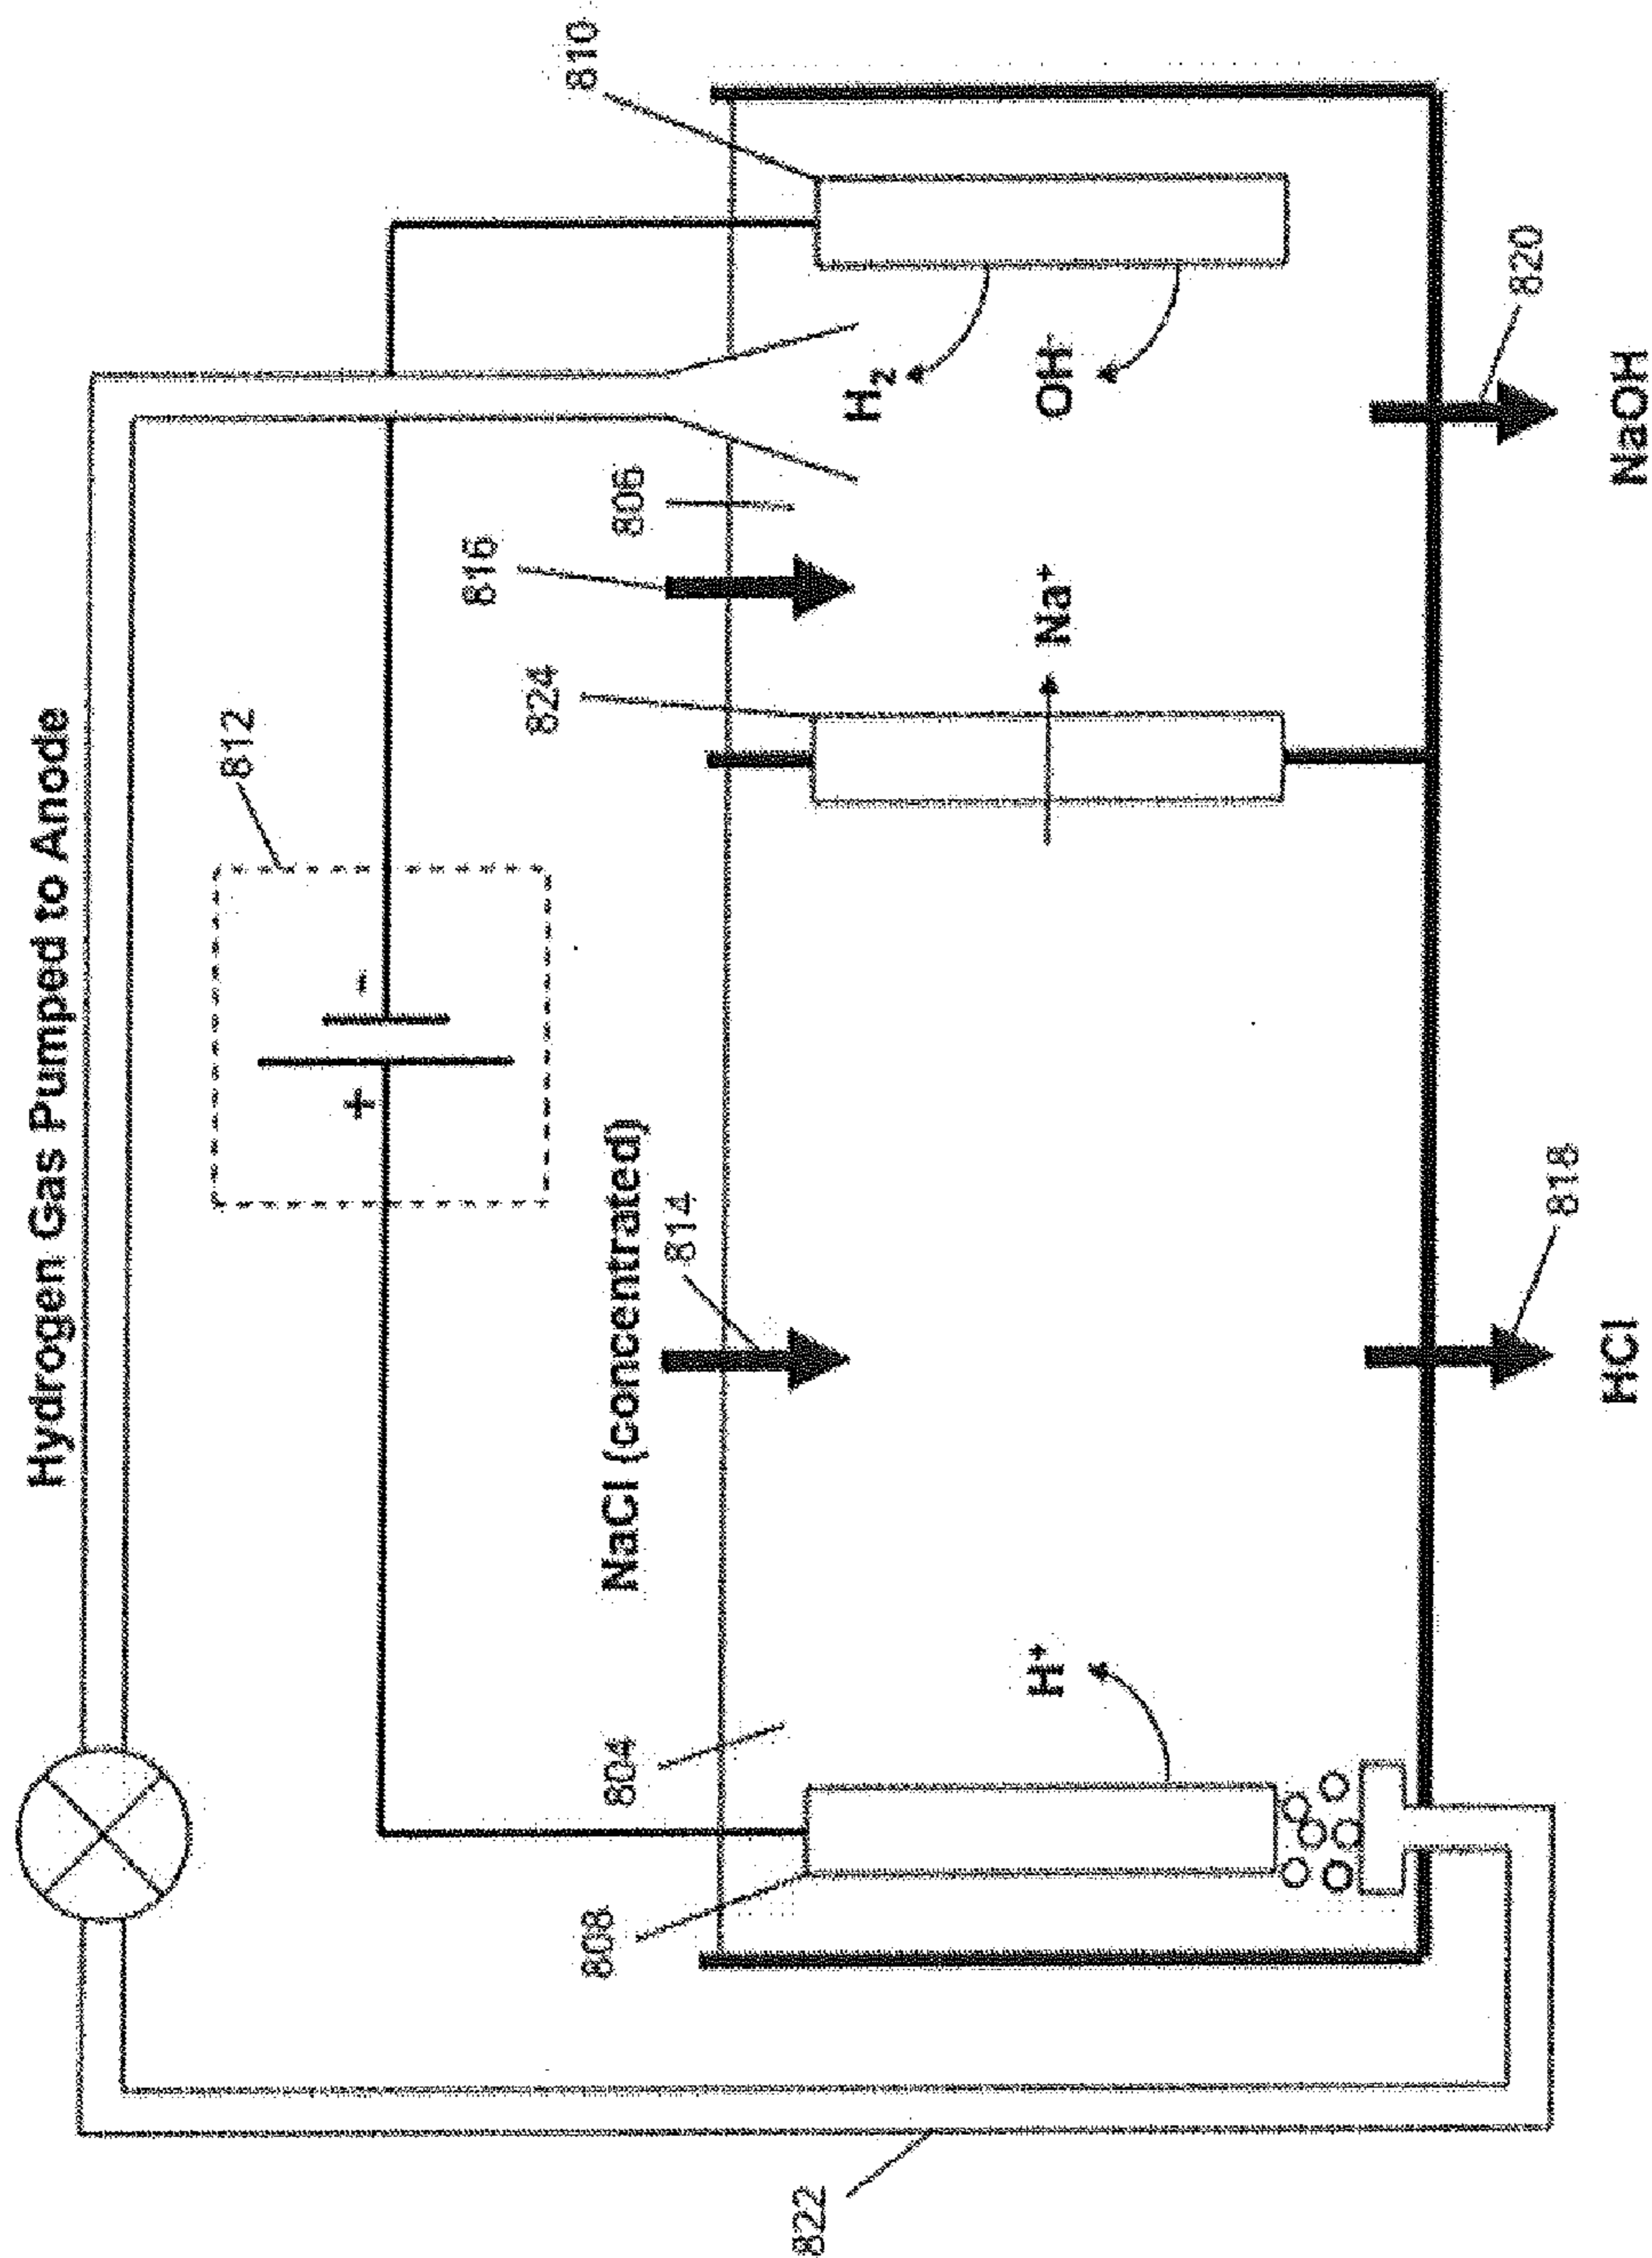 Hydrogen Gas Pumped to Anode
812
+
-
NaCl (concentrated)
814
824
816
806
810
804
808
H⁺
Na⁺
H₂
OH⁻
822
818
820
HCl
NaOH